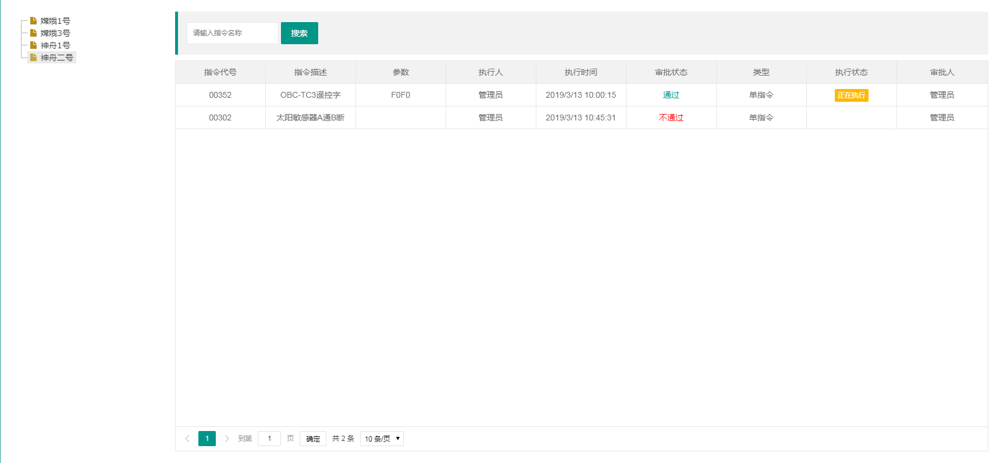 嫦娥1号
嫦娥3号
神舟1号
神舟二号
请输入指令名称 搜索
指令代号 指令描述 参数 执行人 执行时间 审批状态 类型 执行状态 审批人
00352 OBC-TC3遥控字 F0F0 管理员 2019/3/13 10:00:15 通过 单指令 正在执行 管理员
00302 太阳敏感器A通B断 管理员 2019/3/13 10:45:31 不通过 单指令 管理员
1 到第 1 页 确定 共 2 条 10 条/页